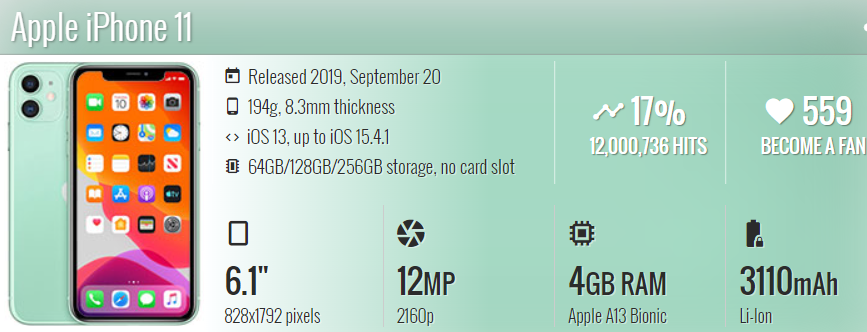 Apple iPhone 11
Released 2019, September 20
194g, 8.3mm thickness
iOS 13, up to iOS 15.4.1
64GB/128GB/256GB storage, no card slot
17%
12,000,736 HITS
559
BECOME A FAN
6.1"
828x1792 pixels
12MP
2160p
4GB RAM
Apple A13 Bionic
3110mAh
Li-Ion